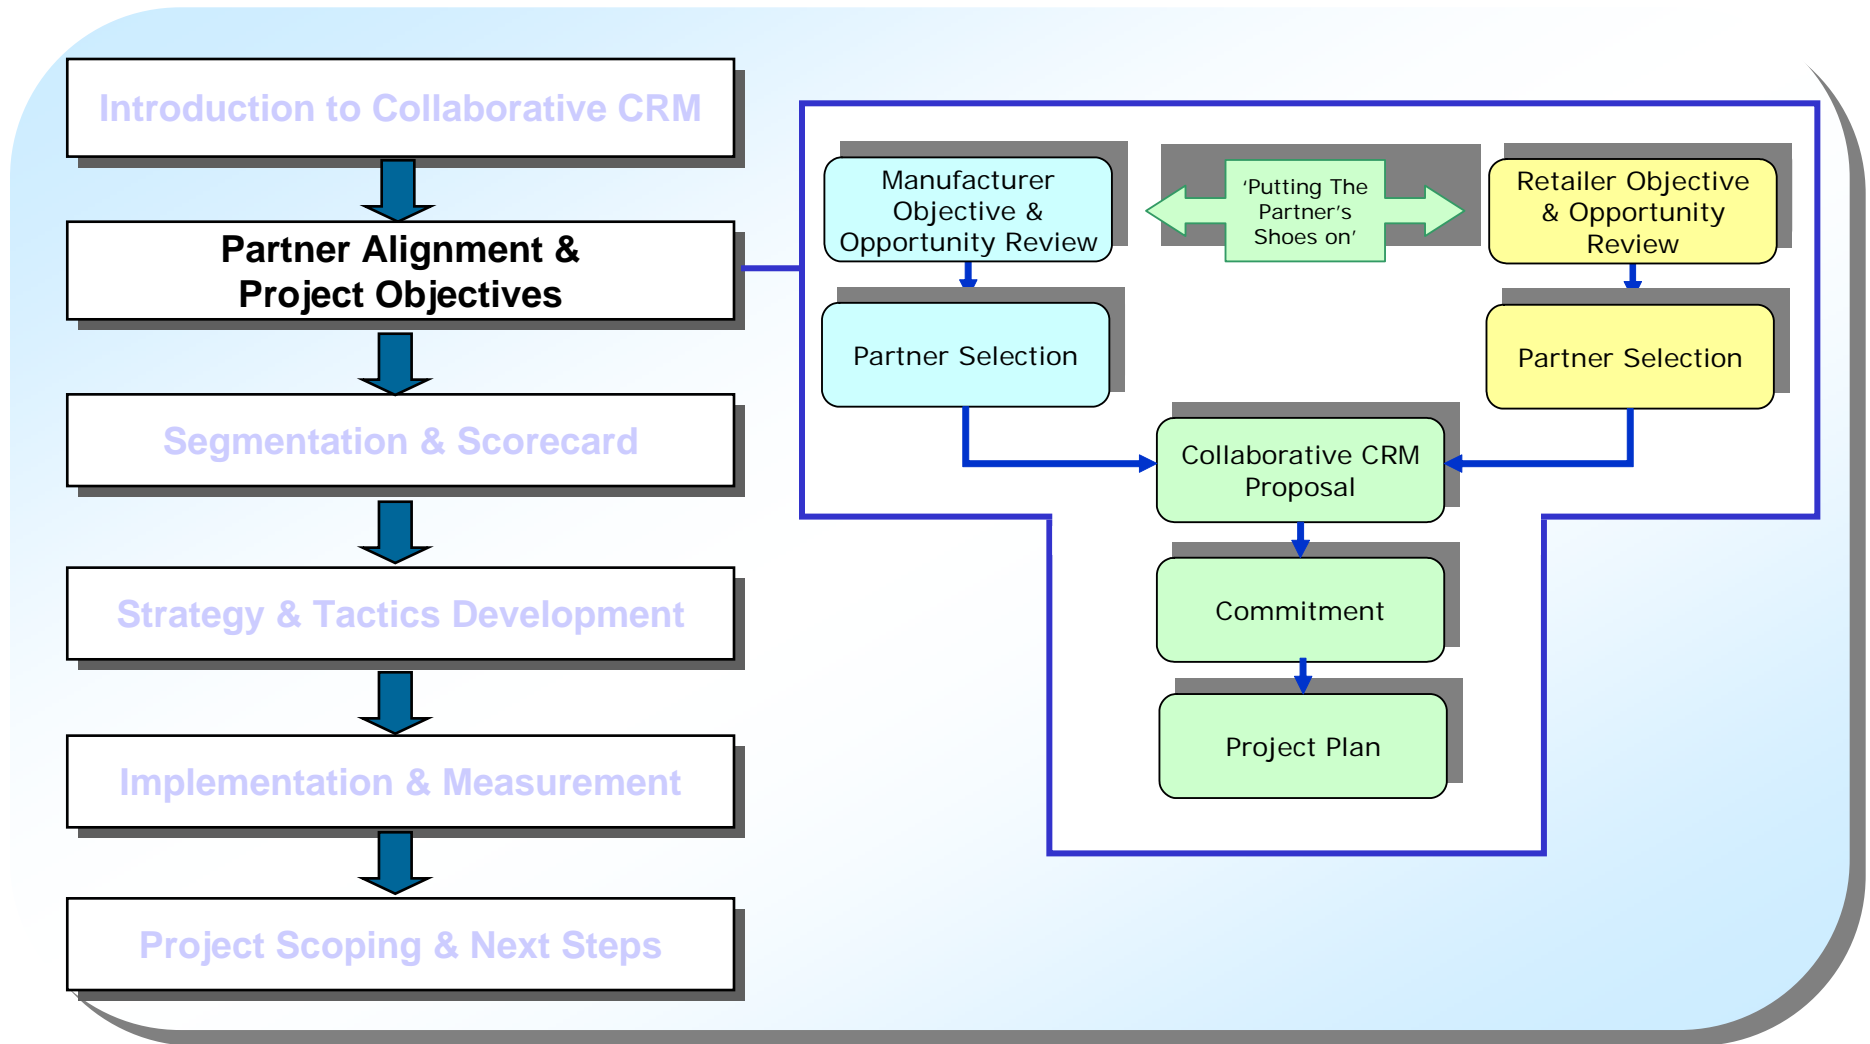 Introduction to Collaborative CRM
Partner Alignment &
Project Objectives
Segmentation & Scorecard
Strategy & Tactics Development
Implementation & Measurement
Project Scoping & Next Steps
Manufacturer
Objective &
Opportunity Review
‘Putting The
Partner’s
Shoes on’
Retailer Objective
& Opportunity
Review
Partner Selection
Partner Selection
Collaborative CRM
Proposal
Commitment
Project Plan